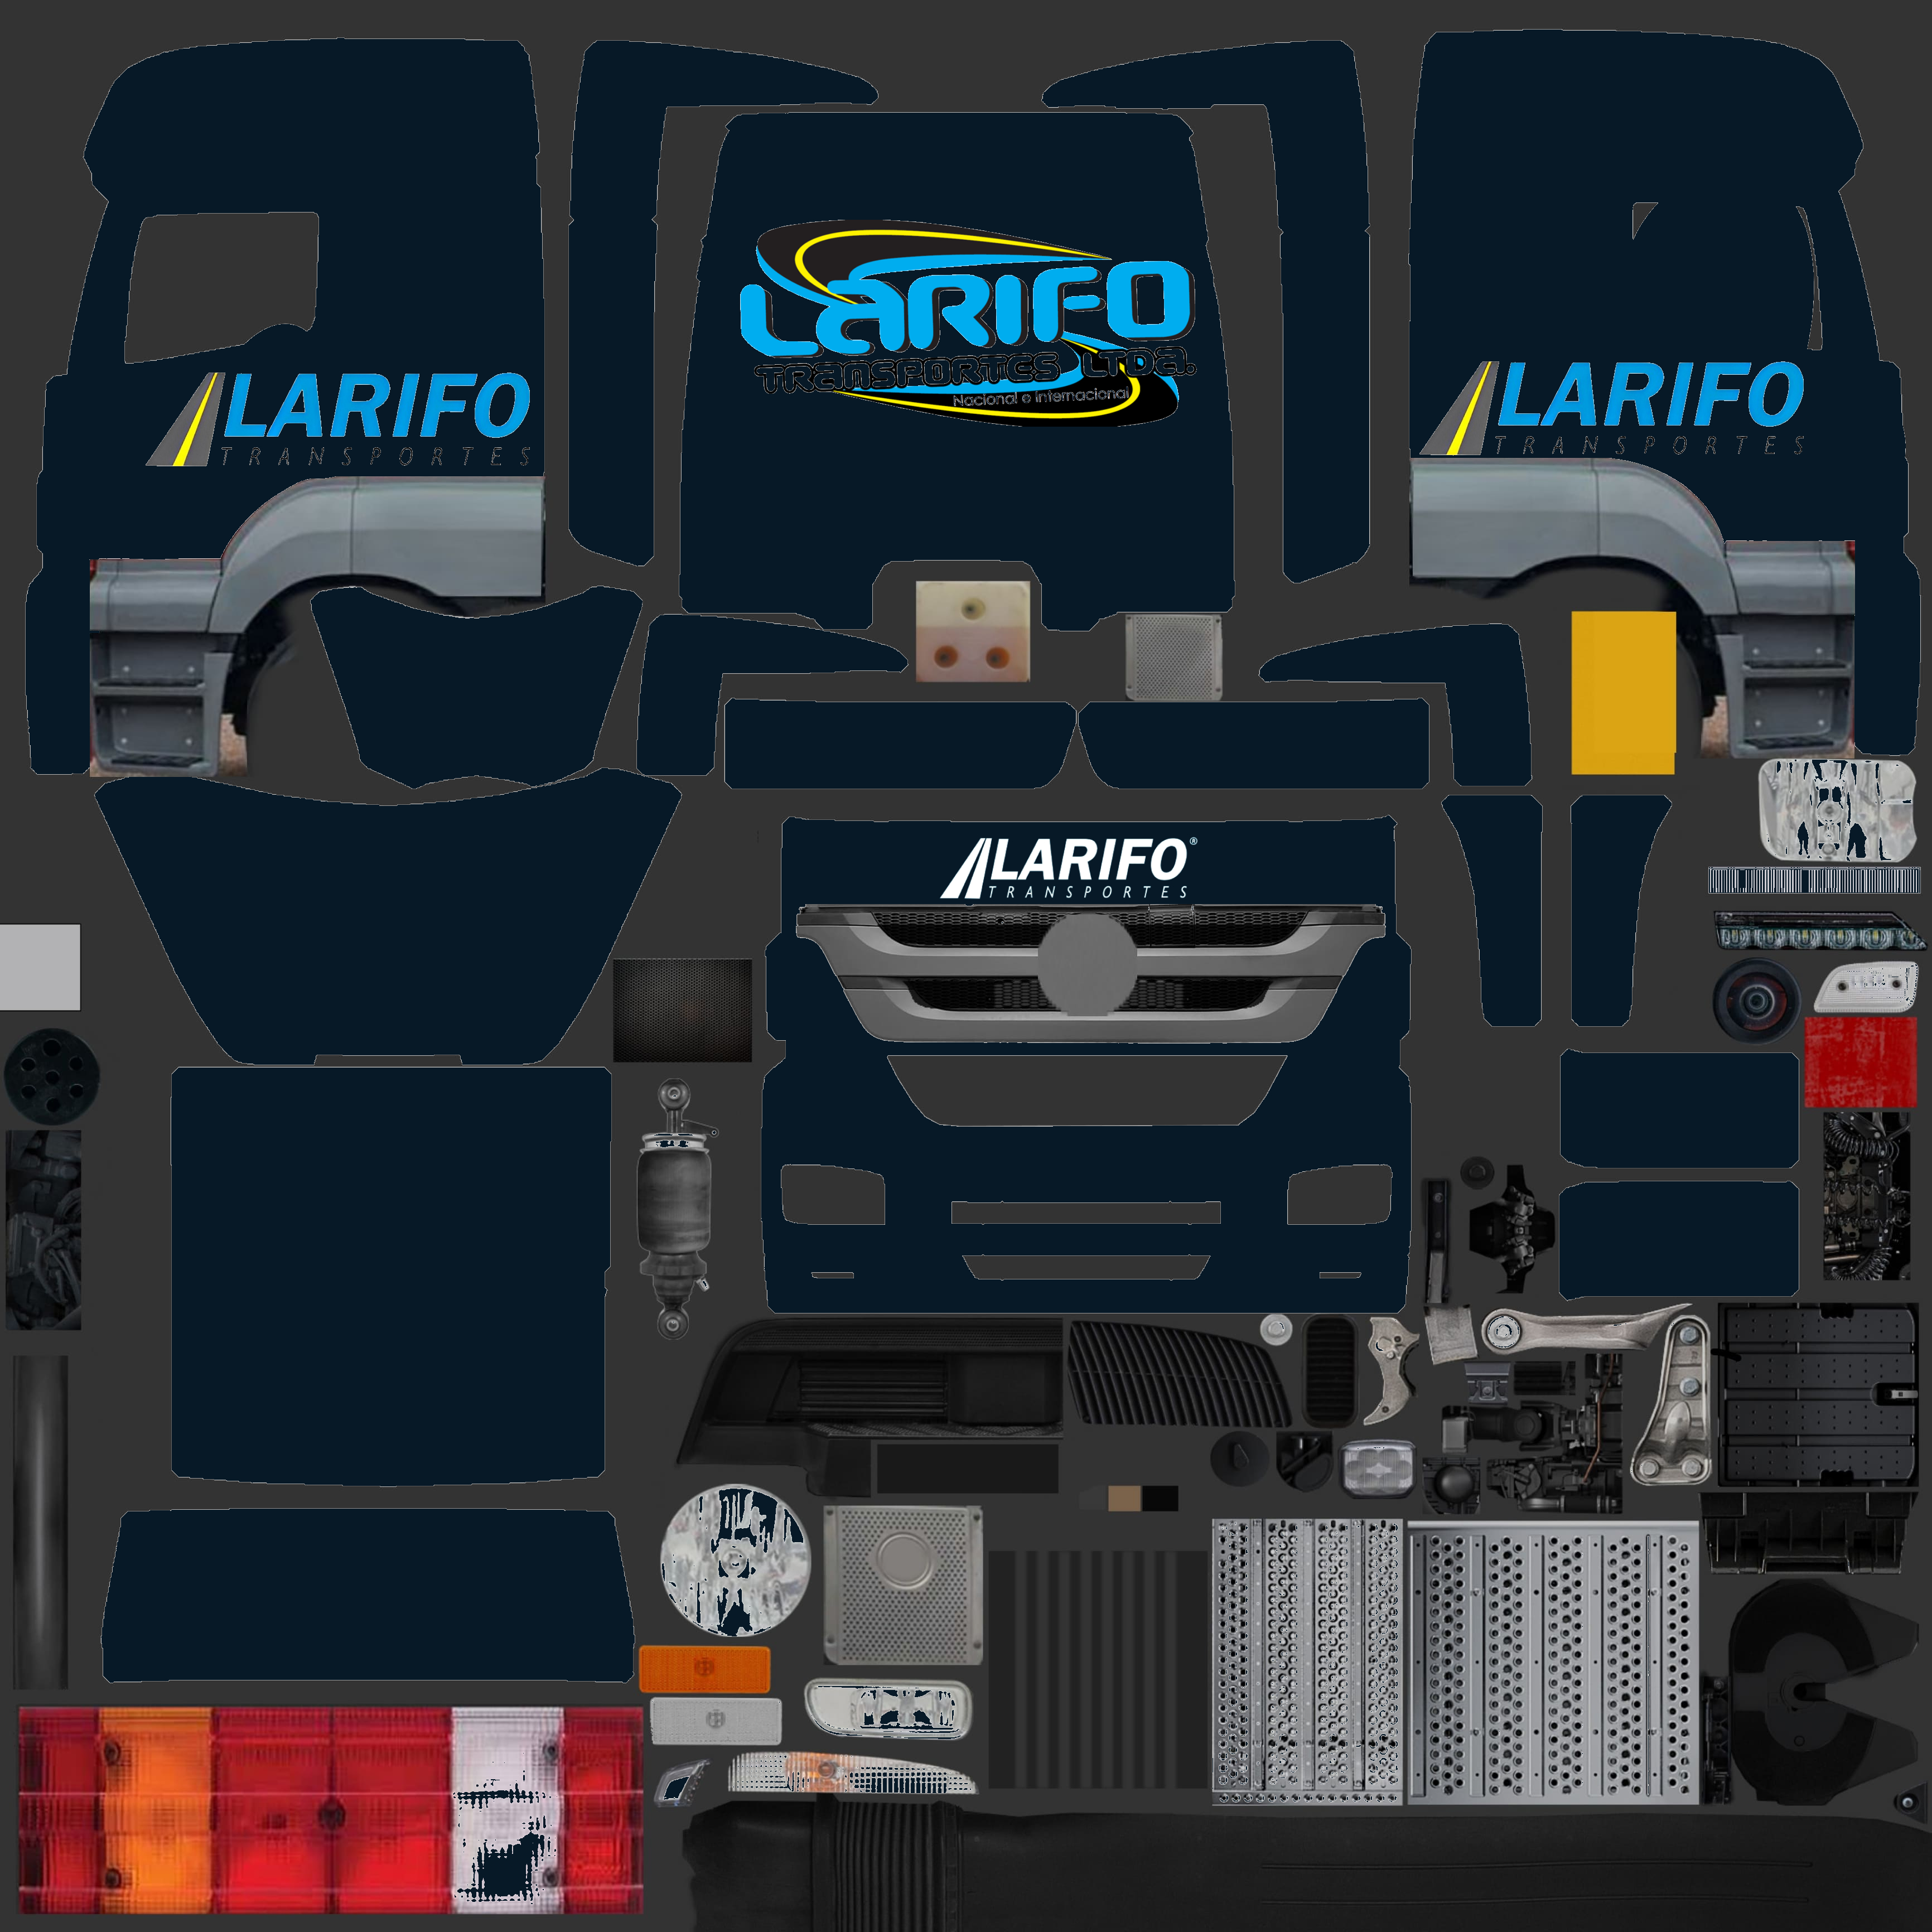 LARIFO
TRANSPORTES LTDA.
Nacional e Internacional
LARIFO
TRANSPORTES
LARIFO
TRANSPORTES
LARIFO®
TRANSPORTES